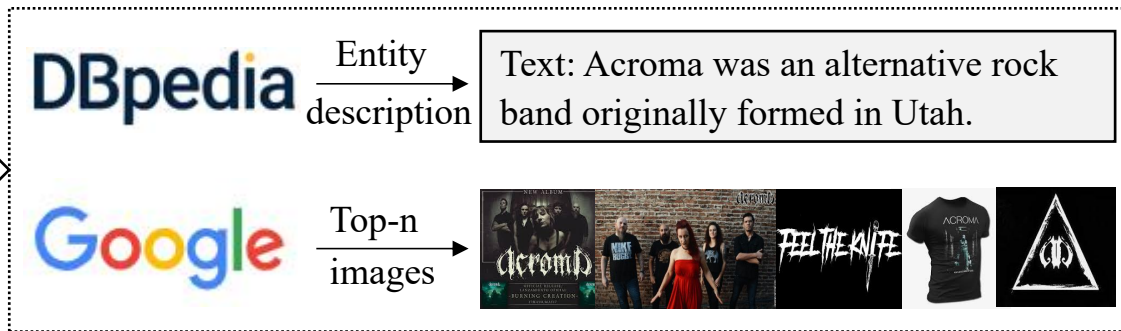 DBpedia
Entity
description
Text: Acroma was an alternative rock
band originally formed in Utah.
Google
Top-n
images
NEW ALBUM
acroma
BURNING CREATION
acroma
FEEL THE KNIFE
ACROMA